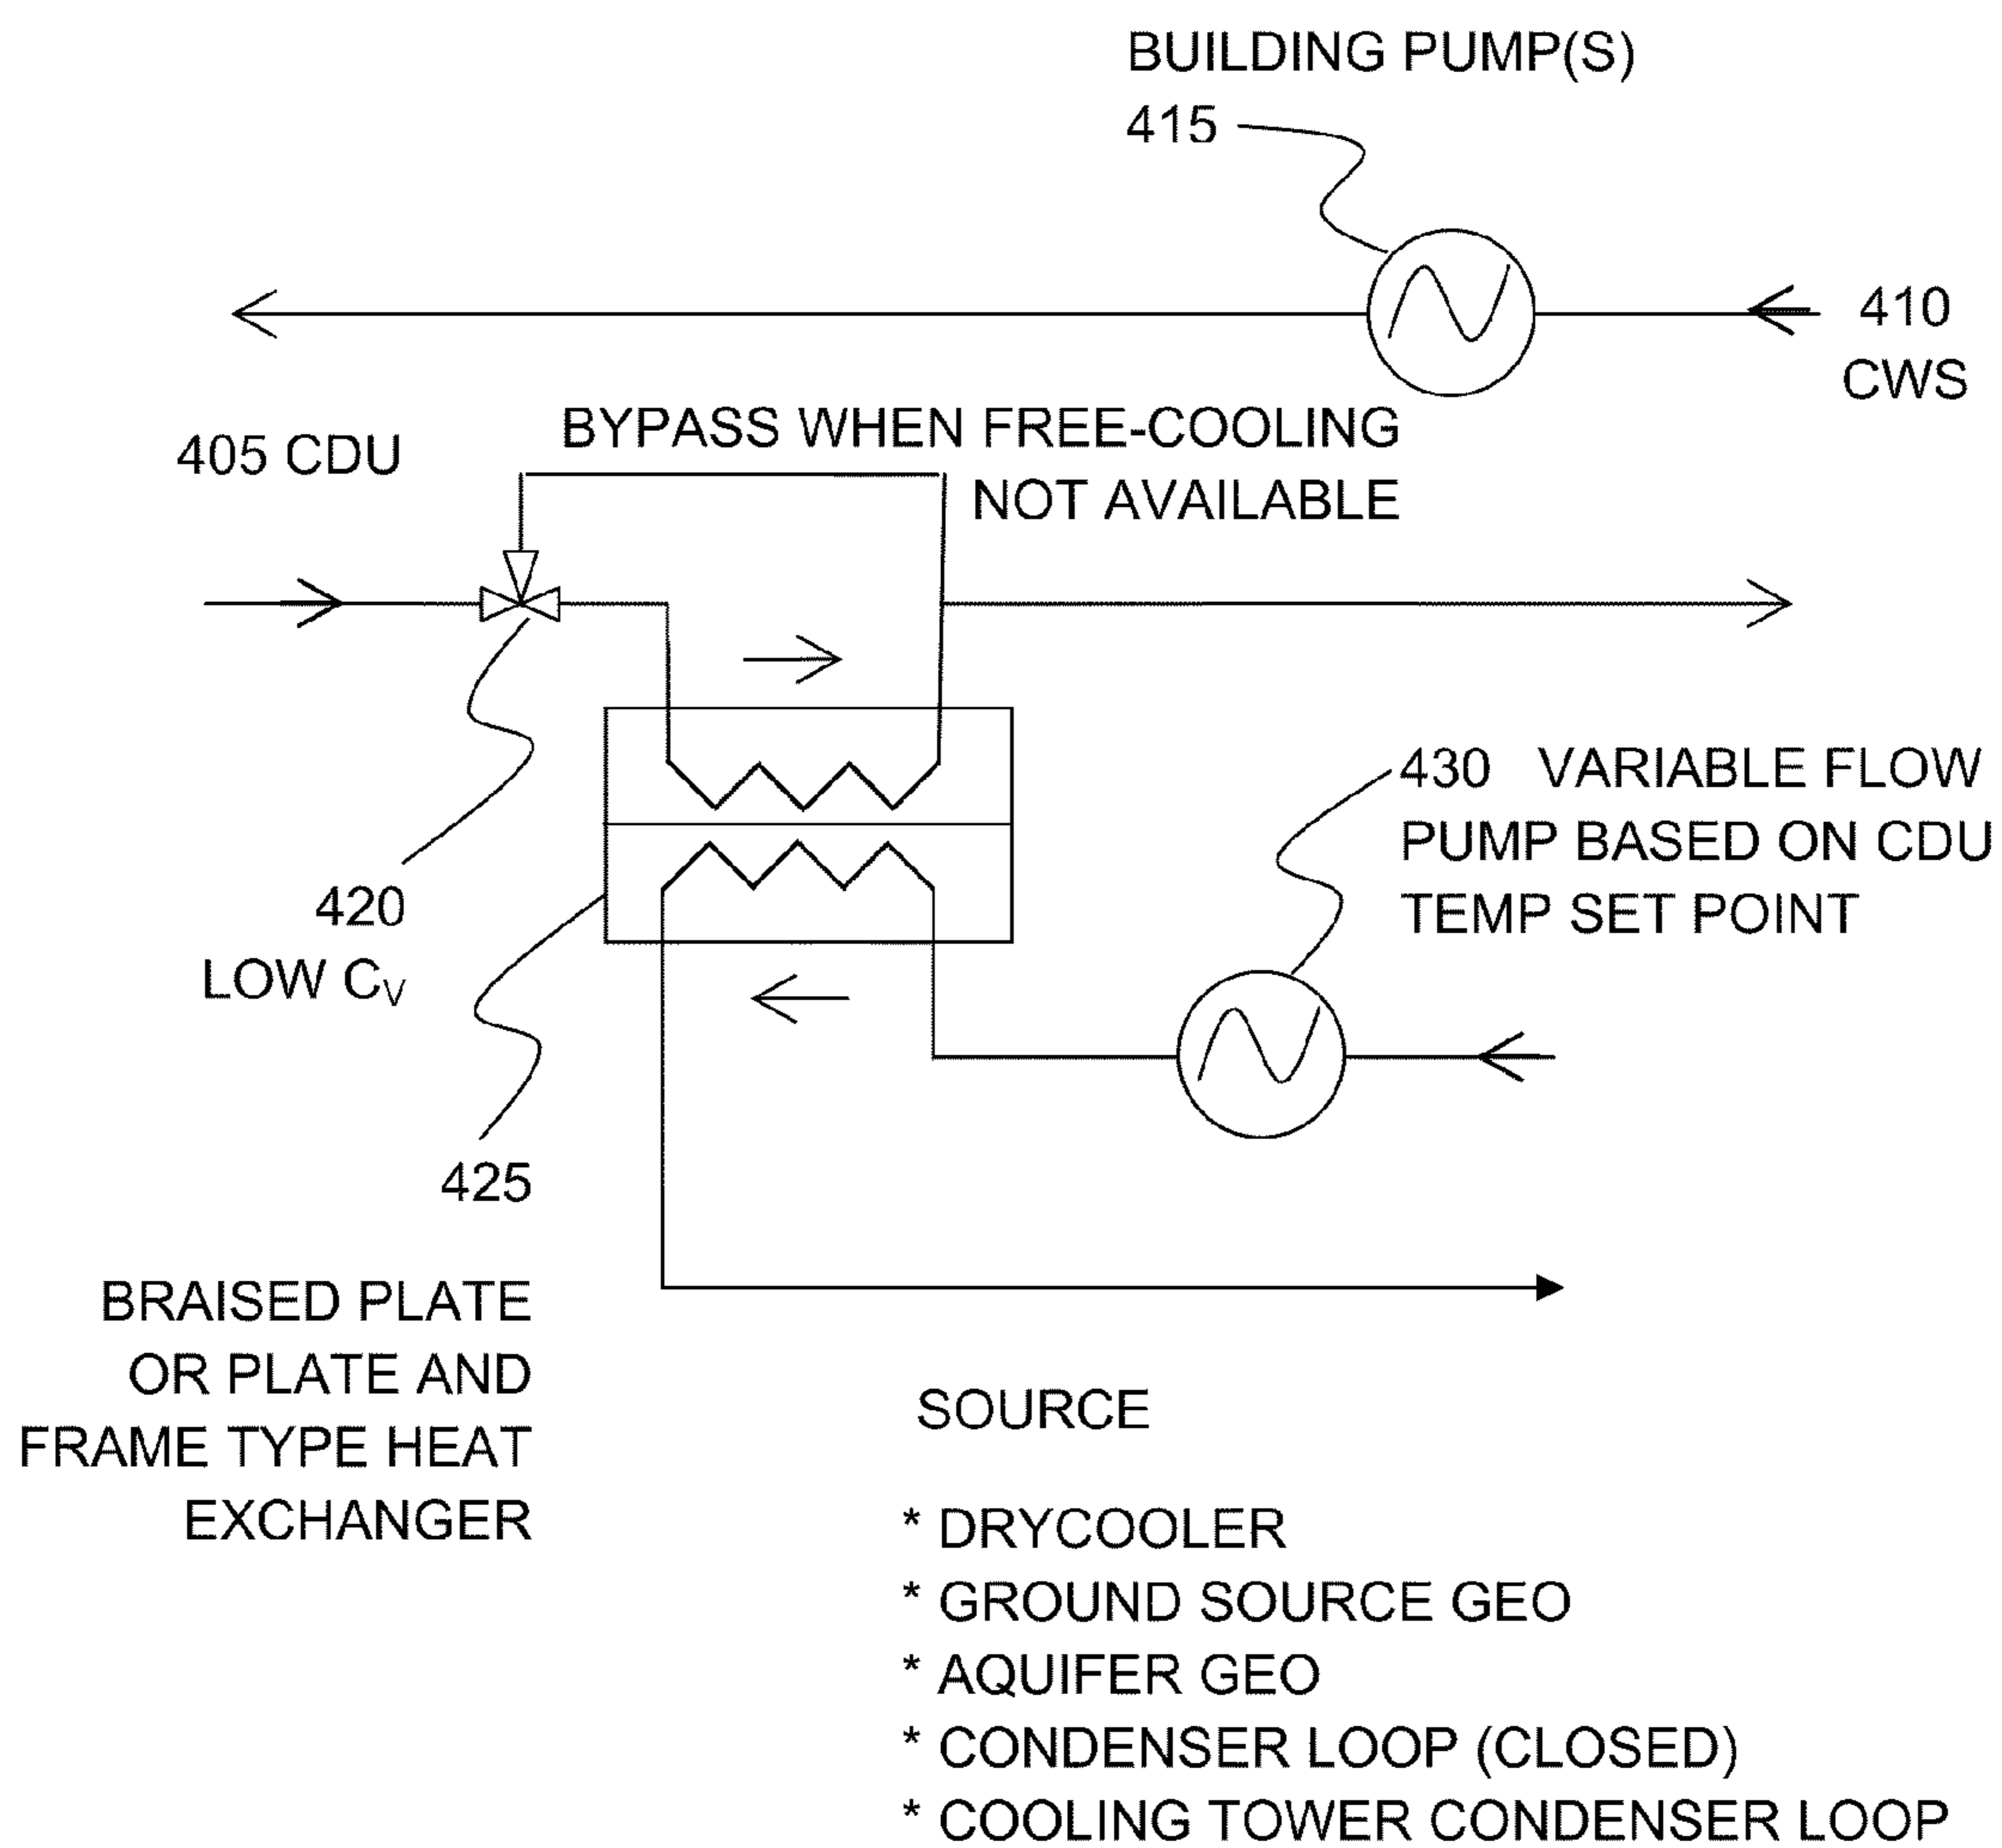 BUILDING PUMP(S)
415
410
CWS
405 CDU
BYPASS WHEN FREE-COOLING
NOT AVAILABLE
430 VARIABLE FLOW
PUMP BASED ON CDU
TEMP SET POINT
420
LOW CV
425
BRAISED PLATE
OR PLATE AND
FRAME TYPE HEAT
EXCHANGER
SOURCE
* DRYCOOLER
* GROUND SOURCE GEO
* AQUIFER GEO
* CONDENSER LOOP (CLOSED)
* COOLING TOWER CONDENSER LOOP